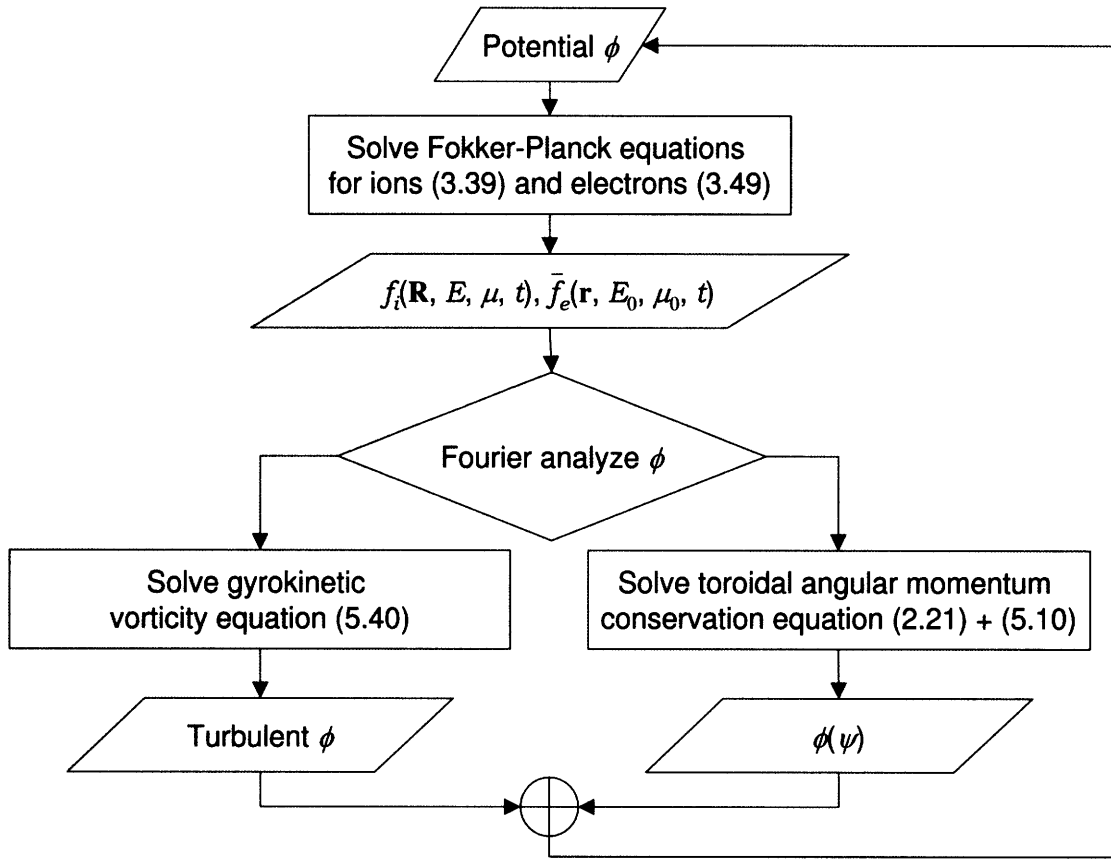 Potential ϕ
Solve Fokker-Planck equations
for ions (3.39) and electrons (3.49)
f_i(𝐑, E, μ, t), f̄_e(𝐫, E_0, μ_0, t)
Fourier analyze ϕ
Solve gyrokinetic
vorticity equation (5.40)
Solve toroidal angular momentum
conservation equation (2.21) + (5.10)
Turbulent ϕ
ϕ(ψ)